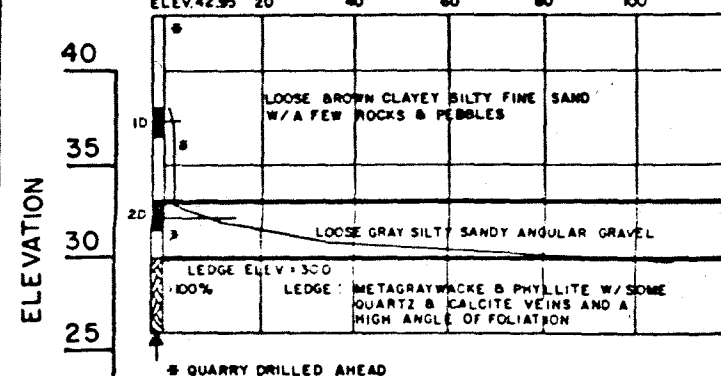 ELEV. 42.95 20 40 60 80 100
40
LOOSE BROWN CLAYEY SILTY FINE SAND
W/A FEW ROCKS & PEBBLES
1D
35
ELEVATION
2D
LOOSE GRAY SILTY SANDY ANGULAR GRAVEL
30
LEDGE ELEV = 30.0
100% LEDGE: METAGRAYWACKE & PHYLLITE W/SOME
QUARTZ & CALCITE VEINS AND A
HIGH ANGLE OF FOLIATION
25
* QUARRY DRILLED AHEAD